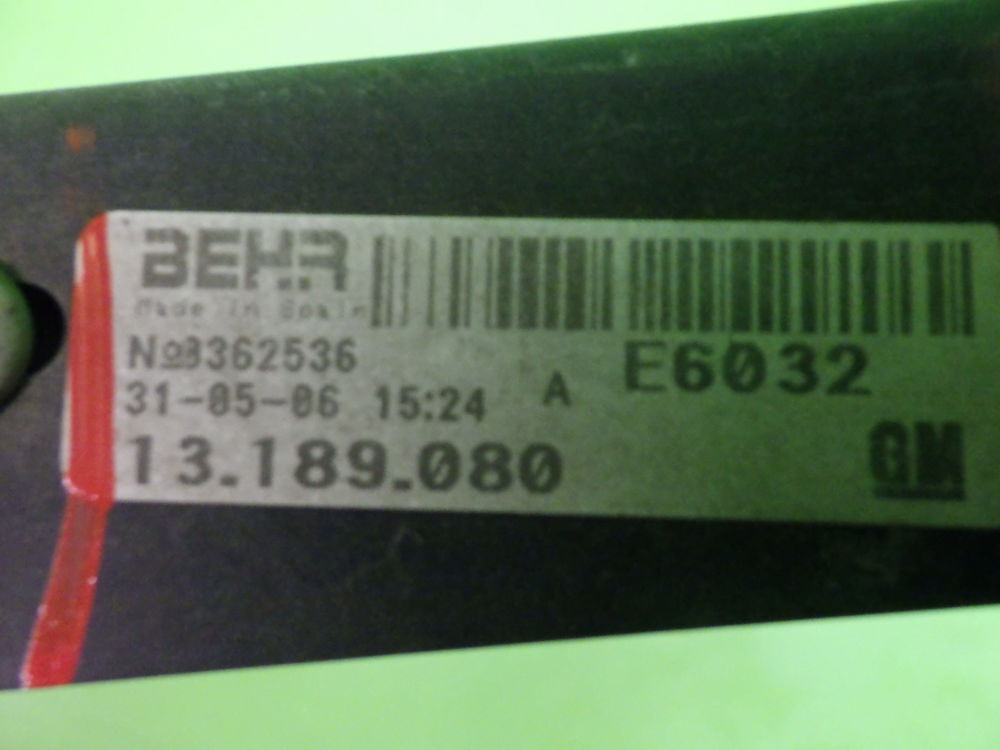 BEHR
Made in Spain
Nº8362536
31-05-06 15:24 A
E6032
13.189.080
GM